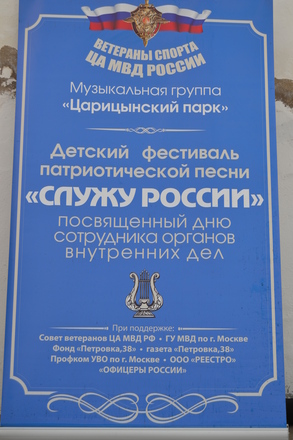 ВЕТЕРАНЫ СПОРТА
ЦА МВД РОССИИ
Музыкальная группа
«Царицынский парк»
Детский фестиваль
патриотической песни
«СЛУЖУ РОССИИ»
посвященный дню
сотрудника органов
внутренних дел
При поддержке:
Совет ветеранов ЦА МВД РФ • ГУ МВД по г. Москве
Фонд «Петровка,38» • газета «Петровка,38»
Профком УВО по г. Москве • ООО «РЕЕСТРО»
«ОФИЦЕРЫ РОССИИ»